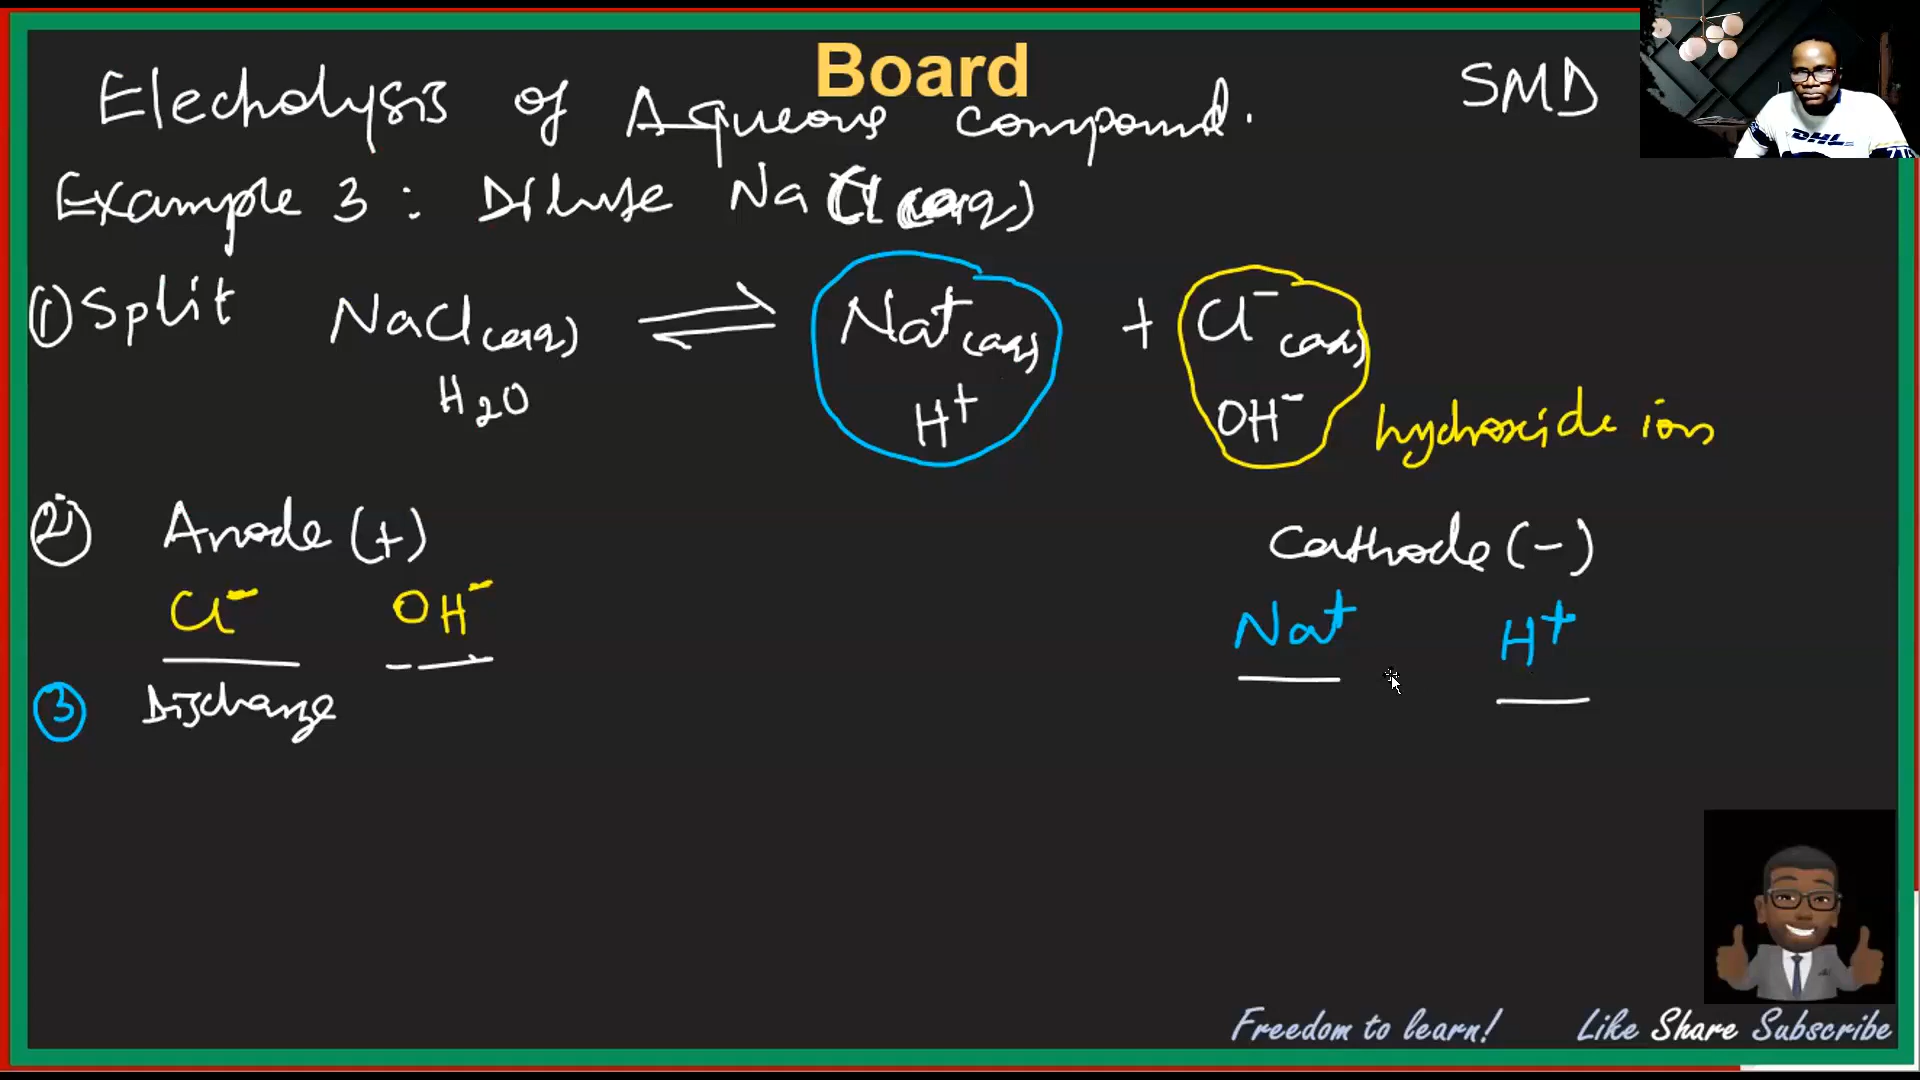 Board
Electrolysis of Aqueous compound.
SMD
DHL
Example 3 : Dilute NaCl(aq)
① Split NaCl(aq) ⇌ Na⁺(aq) + Cl⁻(aq)
H₂O H⁺ OH⁻ hydroxide ions
② Anode (+) Cathode (-)
Cl⁻ OH⁻ Na⁺ H⁺
③ Discharge
Freedom to learn! Like Share Subscribe